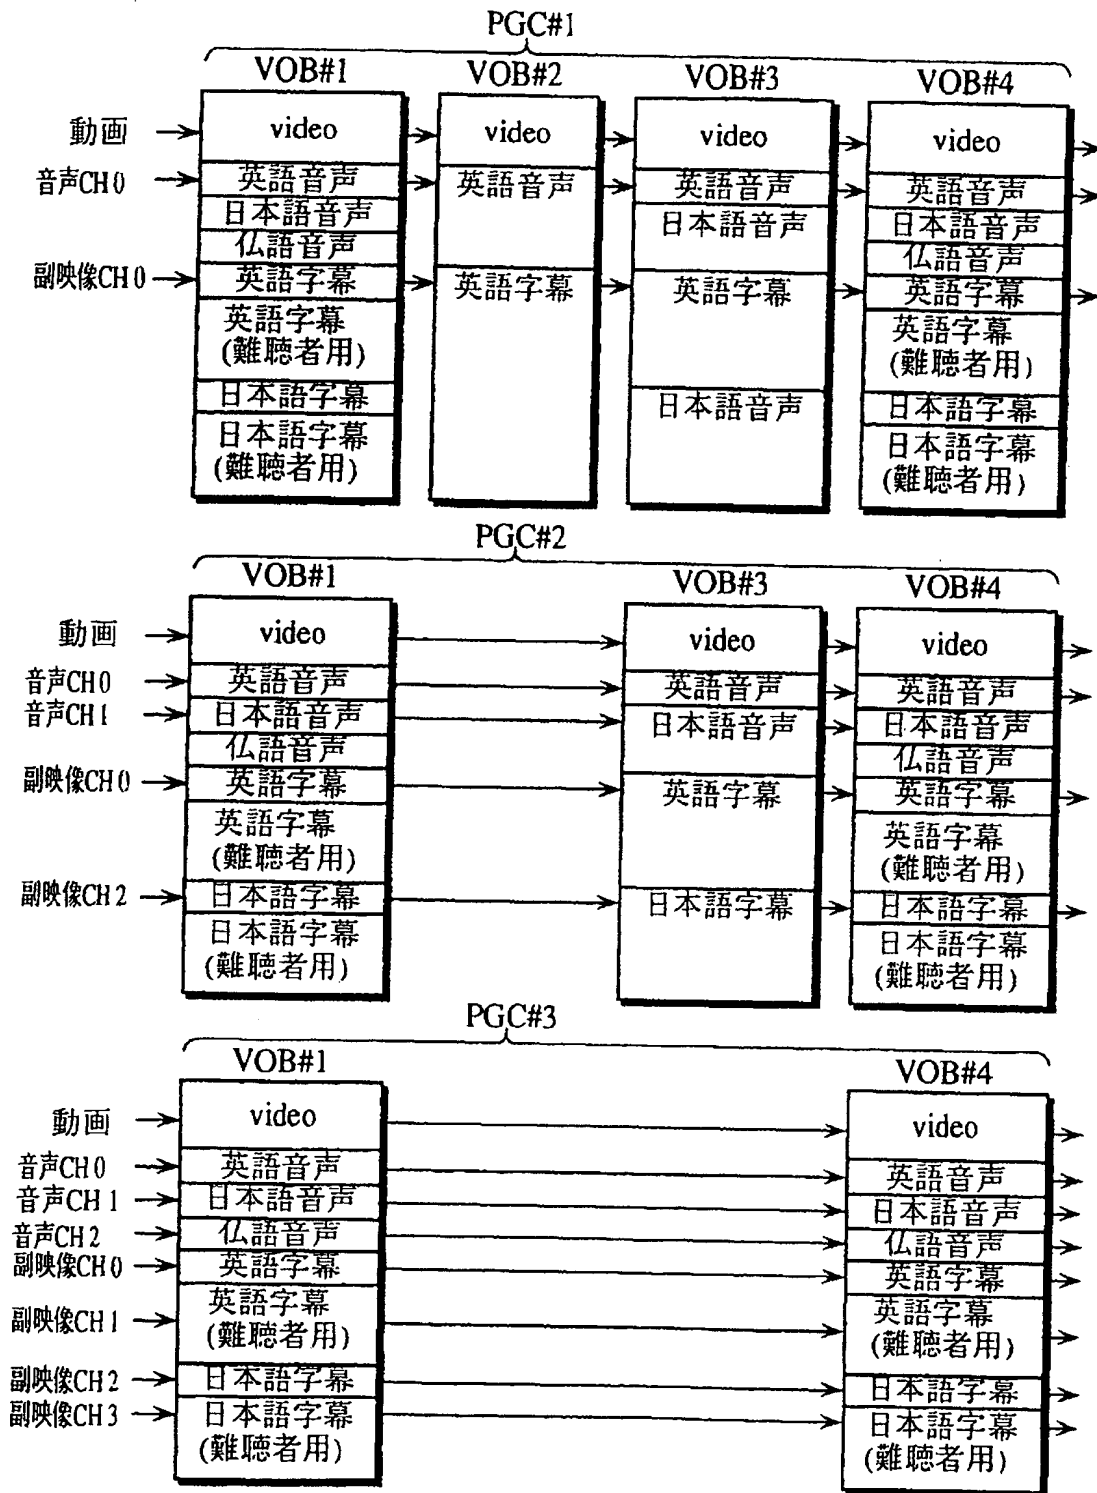 PGC#1
VOB#1 VOB#2 VOB#3 VOB#4
動画 video video video video
音声CH0 英語音声 英語音声 英語音声 英語音声
日本語音声 日本語音声 日本語音声
仏語音声 仏語音声
副映像CH0 英語字幕 英語字幕 英語字幕 英語字幕
英語字幕 英語字幕
(難聴者用) (難聴者用)
日本語字幕 日本語音声 日本語字幕
日本語字幕 日本語字幕
(難聴者用) (難聴者用)
PGC#2
VOB#1 VOB#3 VOB#4
動画 video video video
音声CH0 英語音声 英語音声 英語音声
音声CH1 日本語音声 日本語音声 日本語音声
仏語音声 仏語音声
副映像CH0 英語字幕 英語字幕 英語字幕
英語字幕 英語字幕
(難聴者用) (難聴者用)
副映像CH2 日本語字幕 日本語字幕 日本語字幕
日本語字幕 日本語字幕
(難聴者用) (難聴者用)
PGC#3
VOB#1 VOB#4
動画 video video
音声CH0 英語音声 英語音声
音声CH1 日本語音声 日本語音声
音声CH2 仏語音声 仏語音声
副映像CH0 英語字幕 英語字幕
英語字幕 英語字幕
副映像CH1 (難聴者用) (難聴者用)
副映像CH2 日本語字幕 日本語字幕
副映像CH3 日本語字幕 日本語字幕
(難聴者用) (難聴者用)